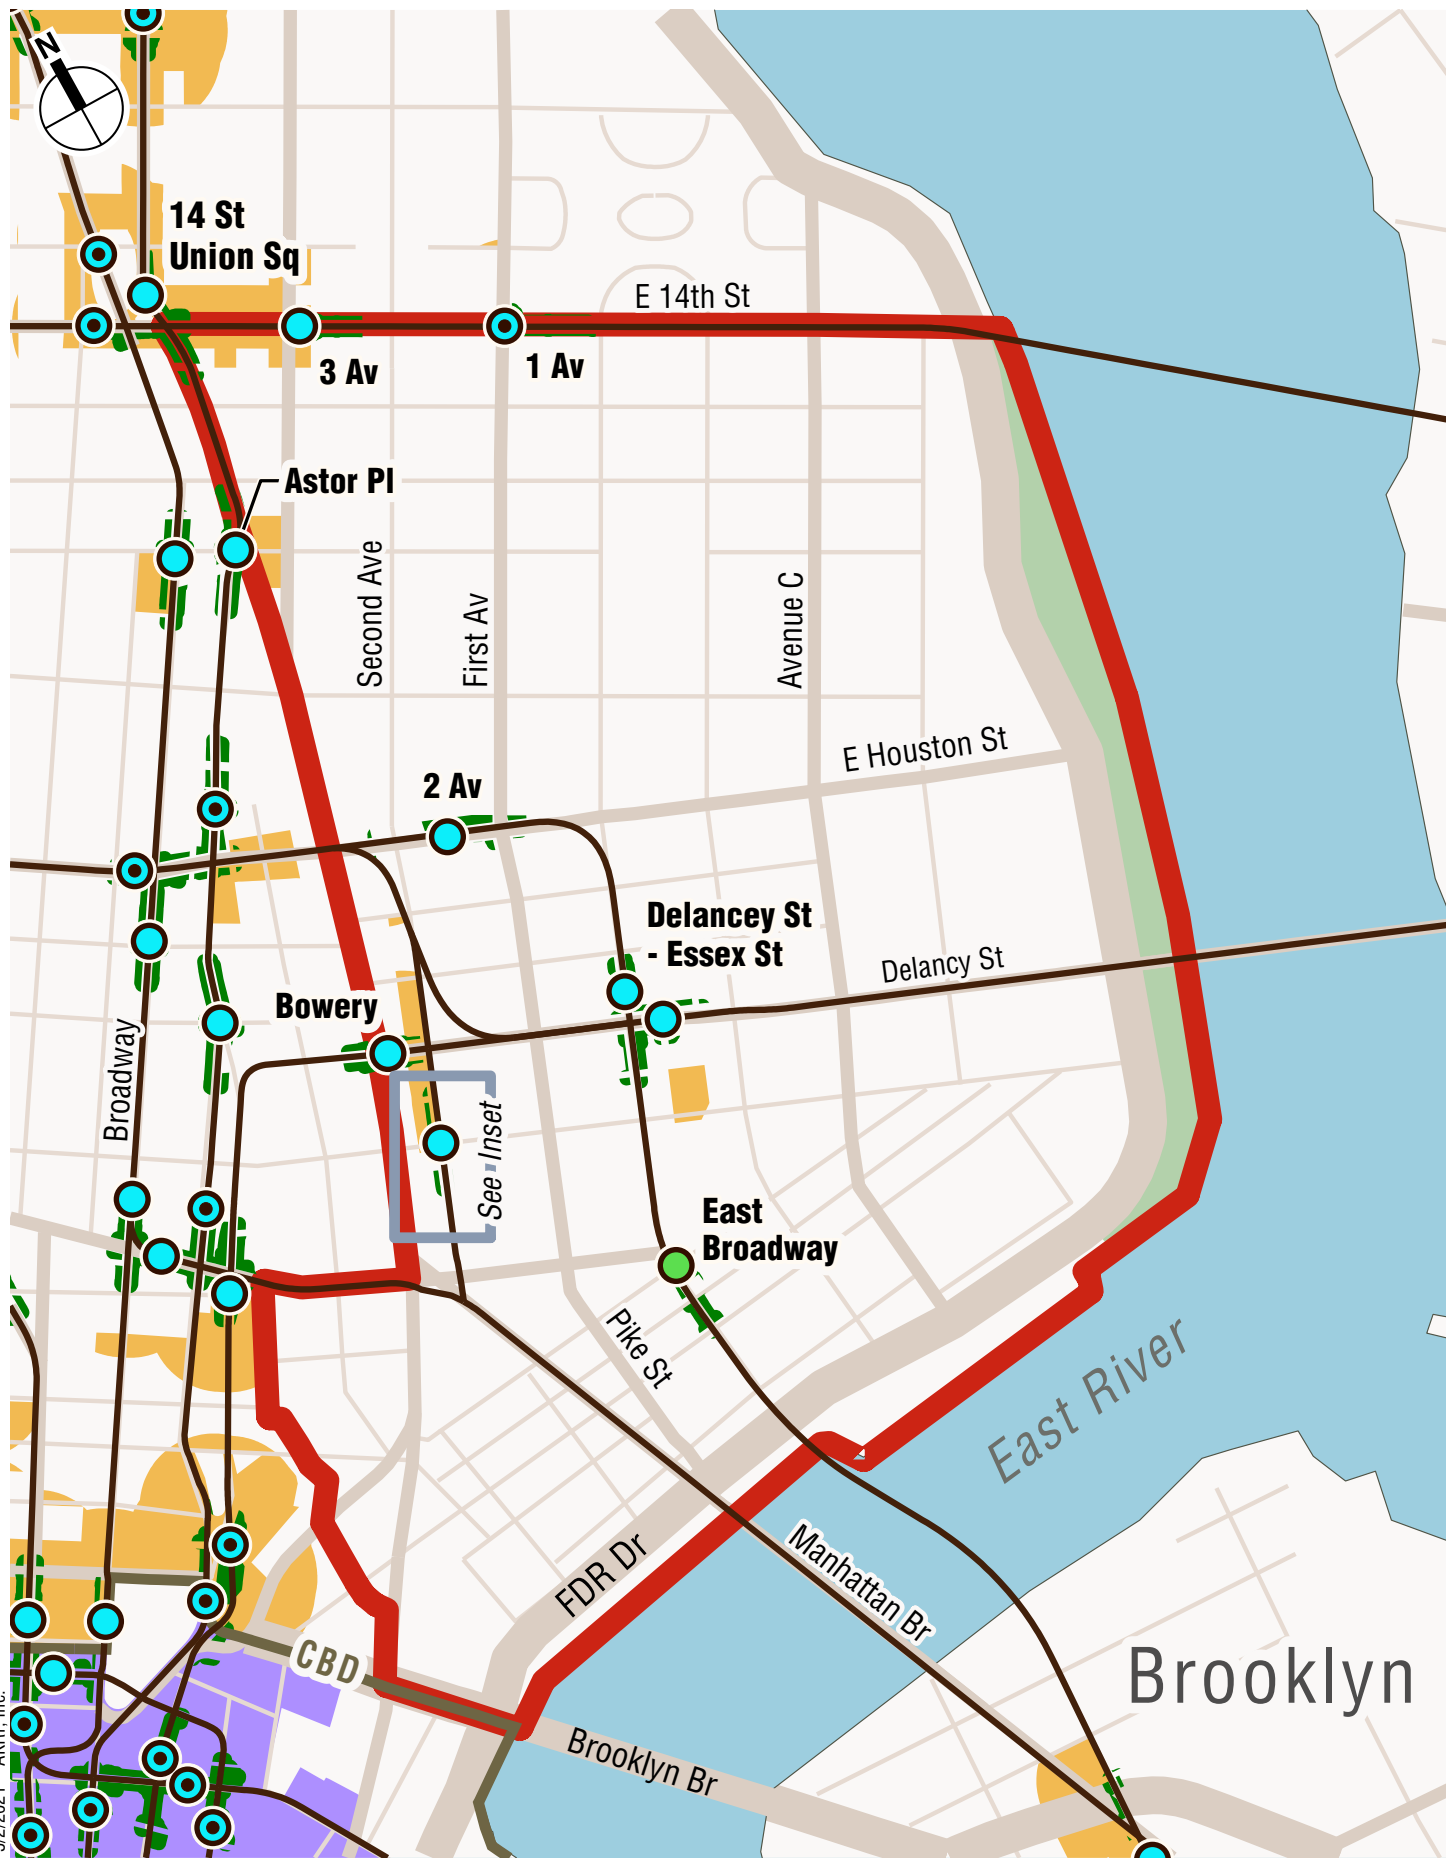 N
14 St
Union Sq
E 14th St
3 Av
1 Av
Astor Pl
Second Ave
First Av
Avenue C
E Houston St
2 Av
Delancey St
- Essex St
Delancy St
Bowery
Broadway
See Inset
East
Broadway
Pike St
East River
FDR Dr
Manhattan Br
CBD
Brooklyn
Brooklyn Br